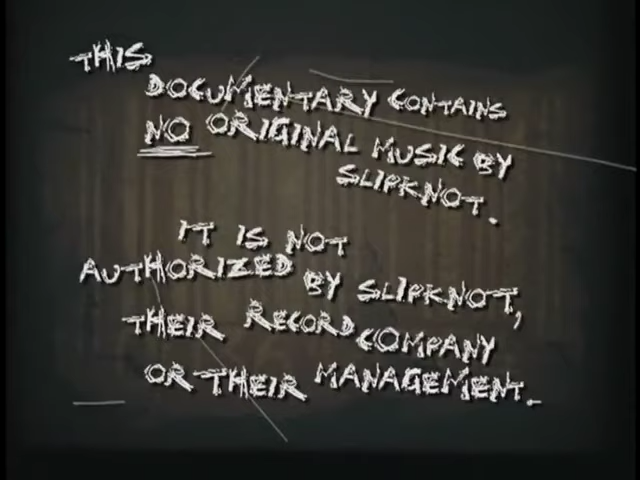 THIS
DOCUMENTARY CONTAINS
NO ORIGINAL MUSIC BY
SLIPKNOT.
IT IS NOT
AUTHORIZED BY SLIPKNOT,
THEIR RECORD COMPANY
OR THEIR MANAGEMENT.